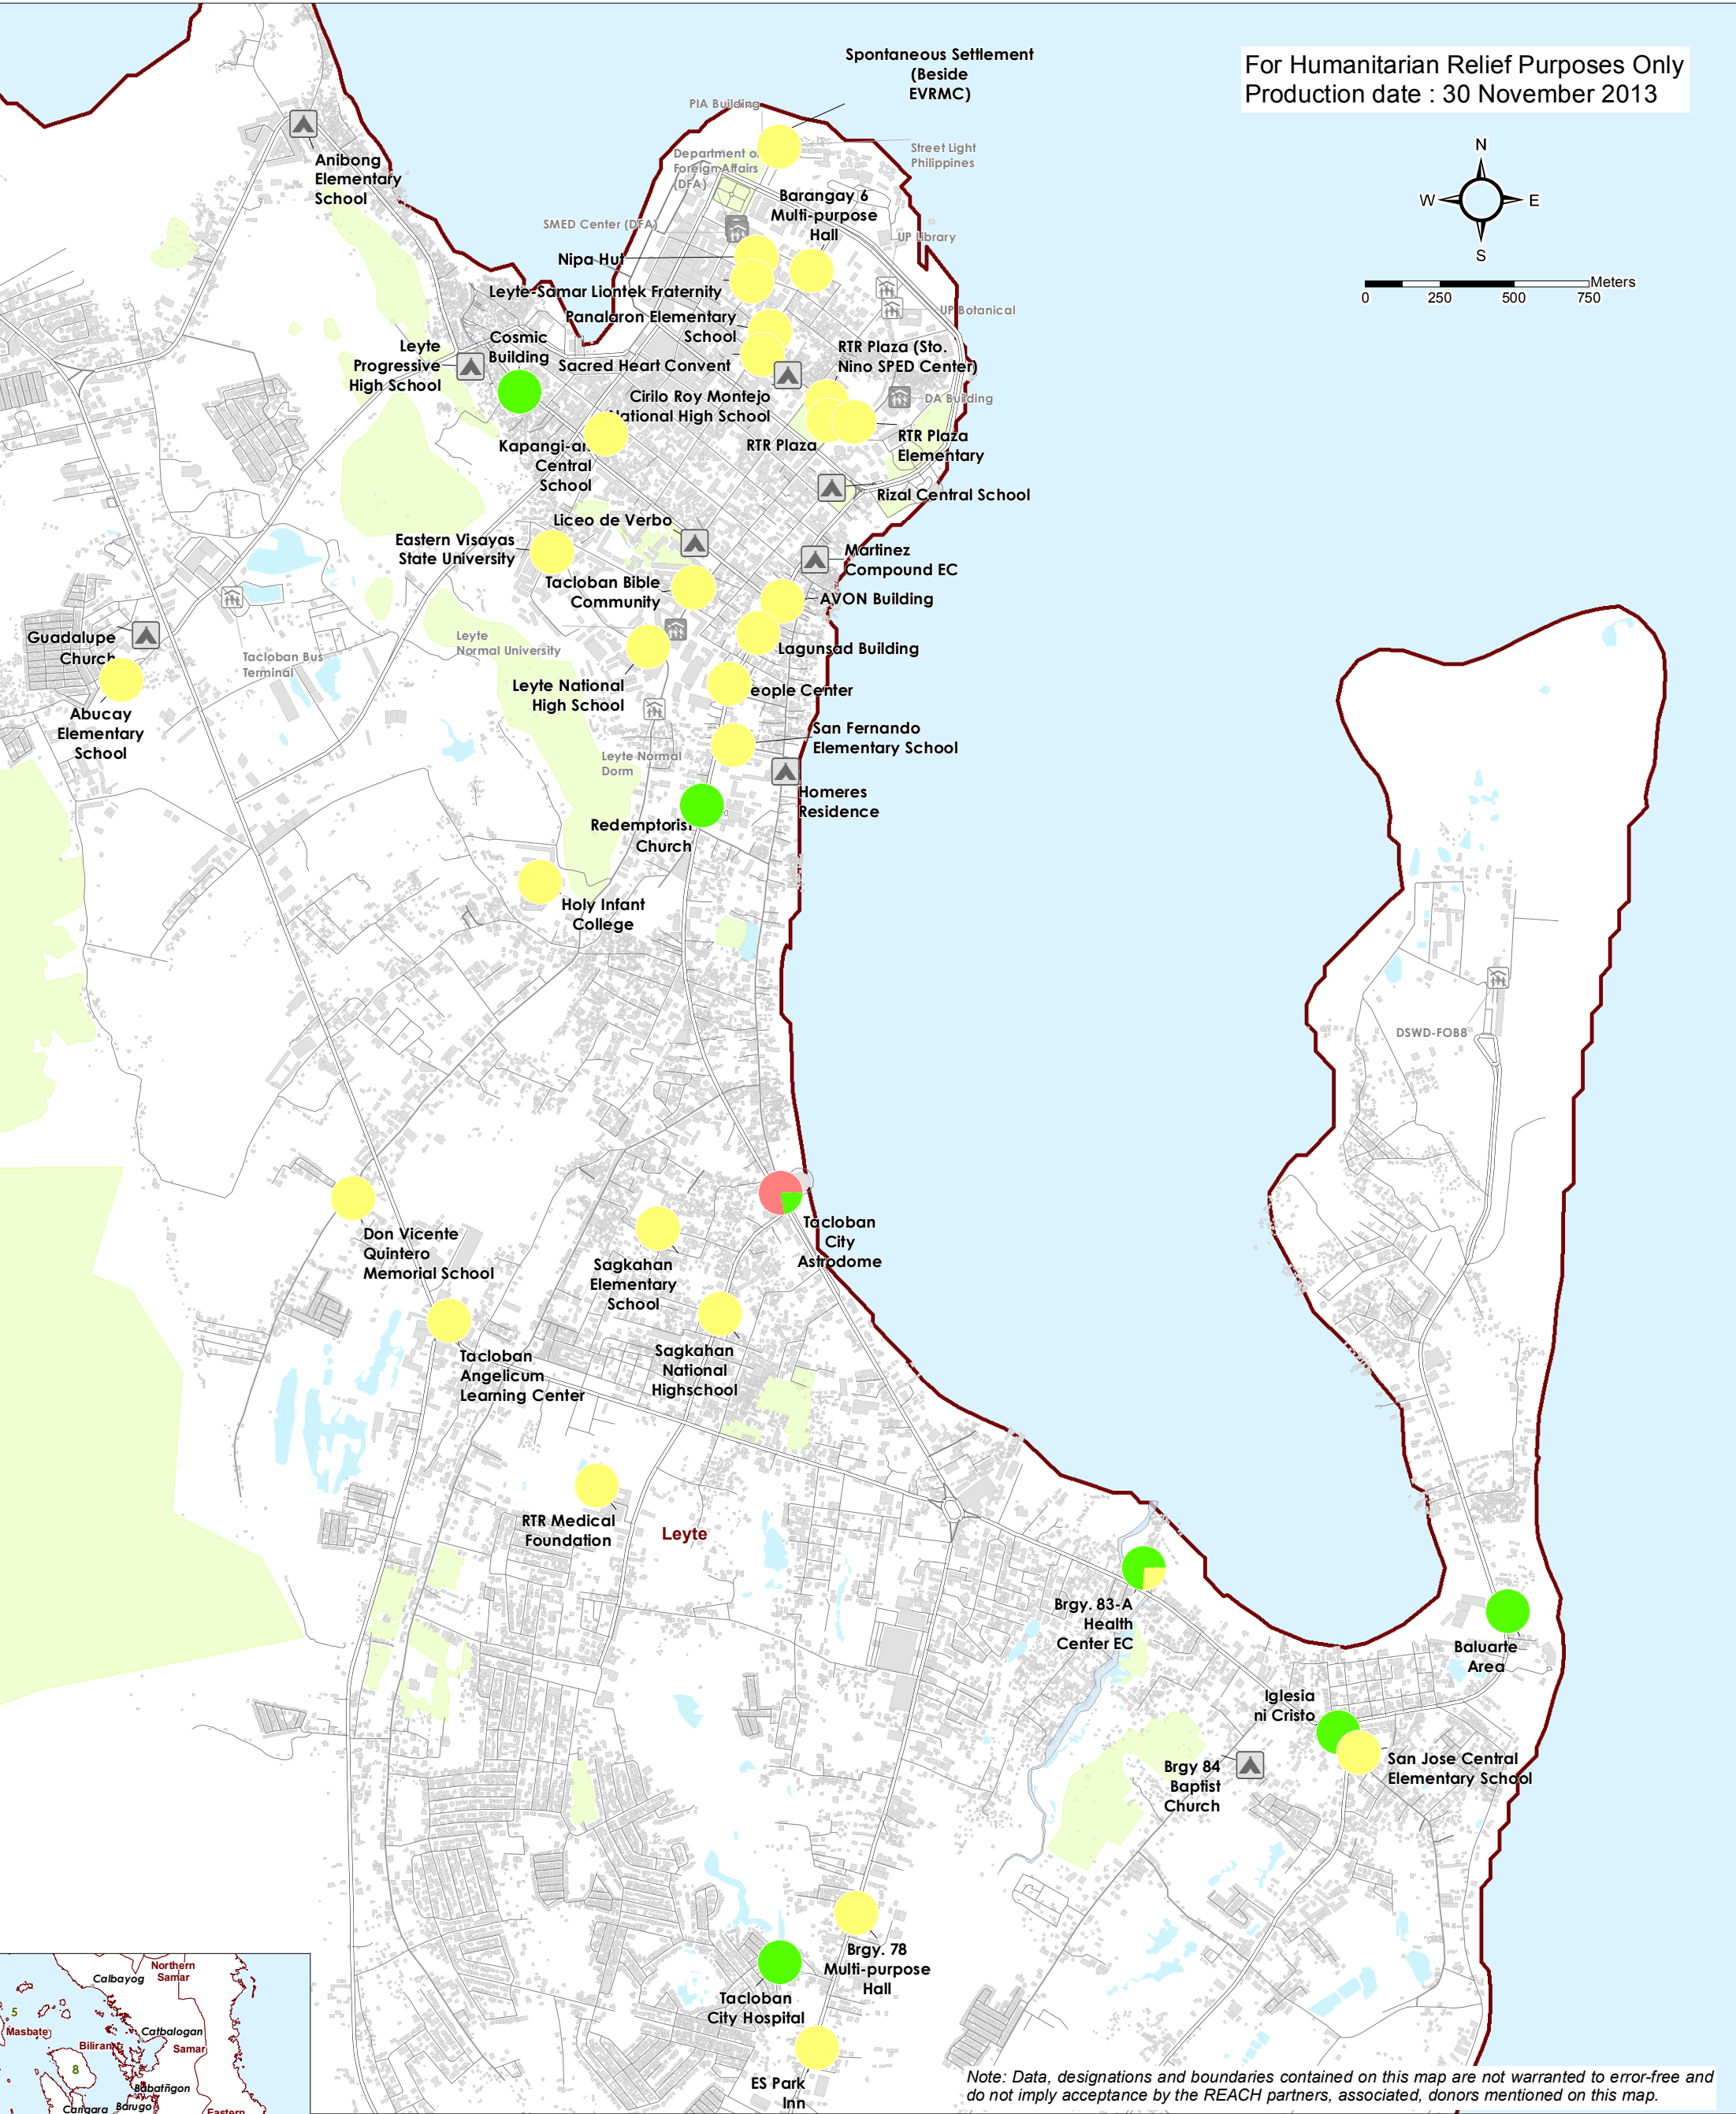 Spontaneous Settlement
(Beside
EVRMC)
For Humanitarian Relief Purposes Only
Production date : 30 November 2013
PIA Building
N
W
E
S
Meters
0
250
500
750
Street Light
Philippines
Department o
Foreign Affairs
(DFA)
Anibong
Elementary
School
Barangay 6
Multi-purpose
Hall
SMED Center (DFA)
UP Library
Nipa Hut
Leyte-Samar Liontek Fraternity
UP Botanical
Panalaron Elementary
School
Cosmic
Building
Leyte
Progressive
High School
Sacred Heart Convent
RTR Plaza (Sto.
Nino SPED Center)
Cirilo Roy Montejo
National High School
DA Building
RTR Plaza
RTR Plaza
Elementary
Kapangi-an
Central
School
Rizal Central School
Liceo de Verbo
Eastern Visayas
State University
Martinez
Compound EC
Tacloban Bible
Community
AVON Building
Guadalupe
Church
Leyte
Normal University
Lagunsad Building
Tacloban Bus
Terminal
Leyte National
High School
eople Center
Abucay
Elementary
School
San Fernando
Elementary School
Leyte Normal
Dorm
Homeres
Residence
Redemptorist
Church
Holy Infant
College
DSWD-FOB8
Tacloban
City
Astrodome
Don Vicente
Quintero
Memorial School
Sagkahan
Elementary
School
Tacloban
Angelicum
Learning Center
Sagkahan
National
Highschool
RTR Medical
Foundation
Leyte
Brgy. 83-A
Health
Center EC
Baluarte
Area
Iglesia
ni Cristo
San Jose Central
Elementary School
Brgy 84
Baptist
Church
Brgy. 78
Multi-purpose
Hall
Tacloban
City Hospital
ES Park
Inn
Northern
Samar
Calbayog
5
Masbate
Catbalogan
Biliran
Samar
8
Babatñgon
Carigara
Barugo
Eastern
Note: Data, designations and boundaries contained on this map are not warranted to error-free and
do not imply acceptance by the REACH partners, associated, donors mentioned on this map.